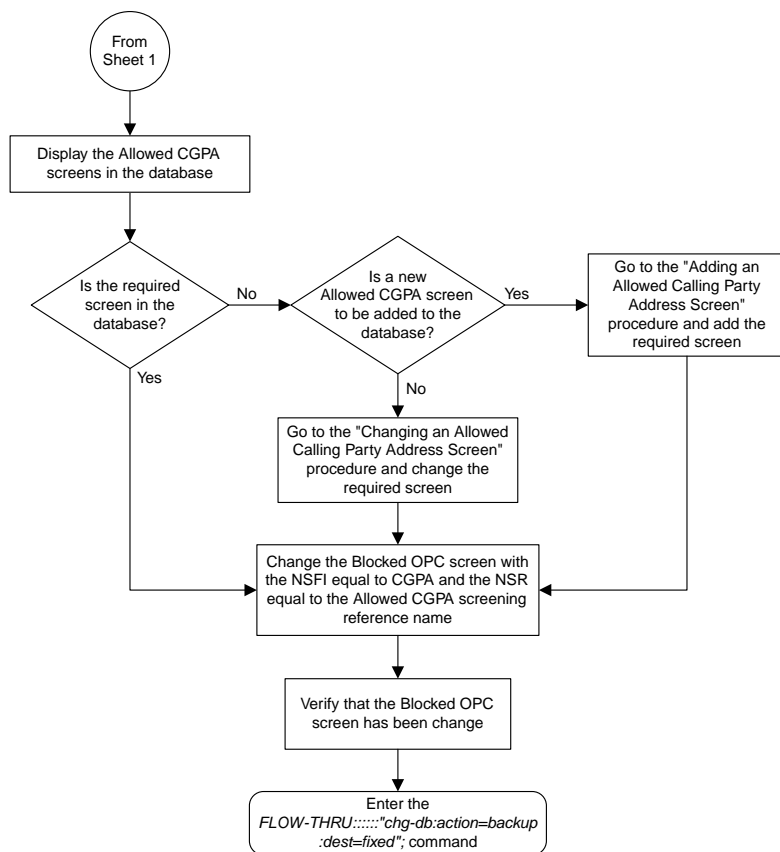 From
Sheet 1
Display the Allowed CGPA
screens in the database
Is the required
screen in the
database?
No
Yes
Is a new
Allowed CGPA screen
to be added to the
database?
Yes
No
Go to the "Adding an
Allowed Calling Party
Address Screen"
procedure and add the
required screen
Go to the "Changing an Allowed
Calling Party Address Screen"
procedure and change the
required screen
Change the Blocked OPC screen with
the NSFI equal to CGPA and the NSR
equal to the Allowed CGPA screening
reference name
Verify that the Blocked OPC
screen has been change
Enter the
FLOW-THRU::::::"chg-db:action=backup
:dest=fixed"; command